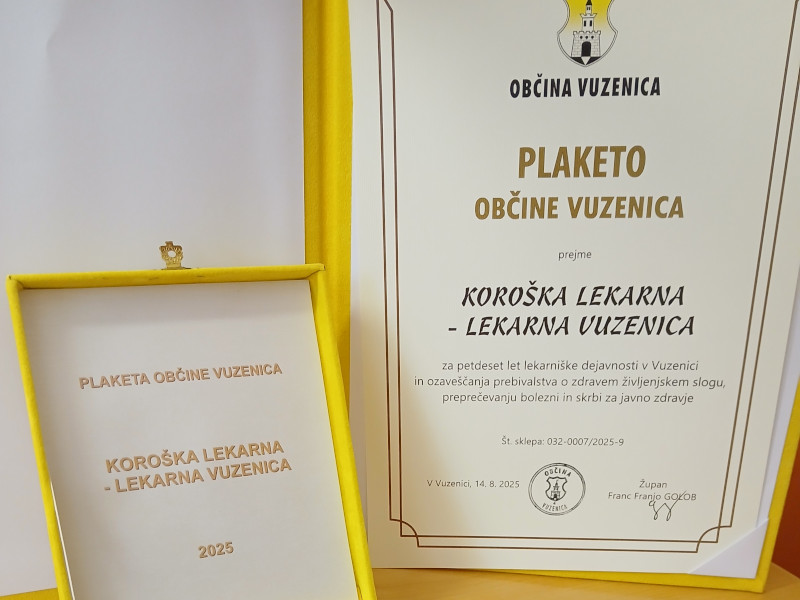 PLAKETA OBČINE VUZENICA
KOROŠKA LEKARNA
- LEKARNA VUZENICA
2025
OBČINA VUZENICA
PLAKETO
OBČINE VUZENICA
prejme
KOROŠKA LEKARNA
- LEKARNA VUZENICA
za petdeset let lekarniške dejavnosti v Vuzenici
in ozaveščanja prebivalstva o zdravem življenjskem slogu,
preprečevanju bolezni in skrbi za javno zdravje
Št. sklepa: 032-0007/2025-9
V Vuzenici, 14. 8. 2025
OBČINA
VUZENICA
Župan
Franc Franjo GOLOB